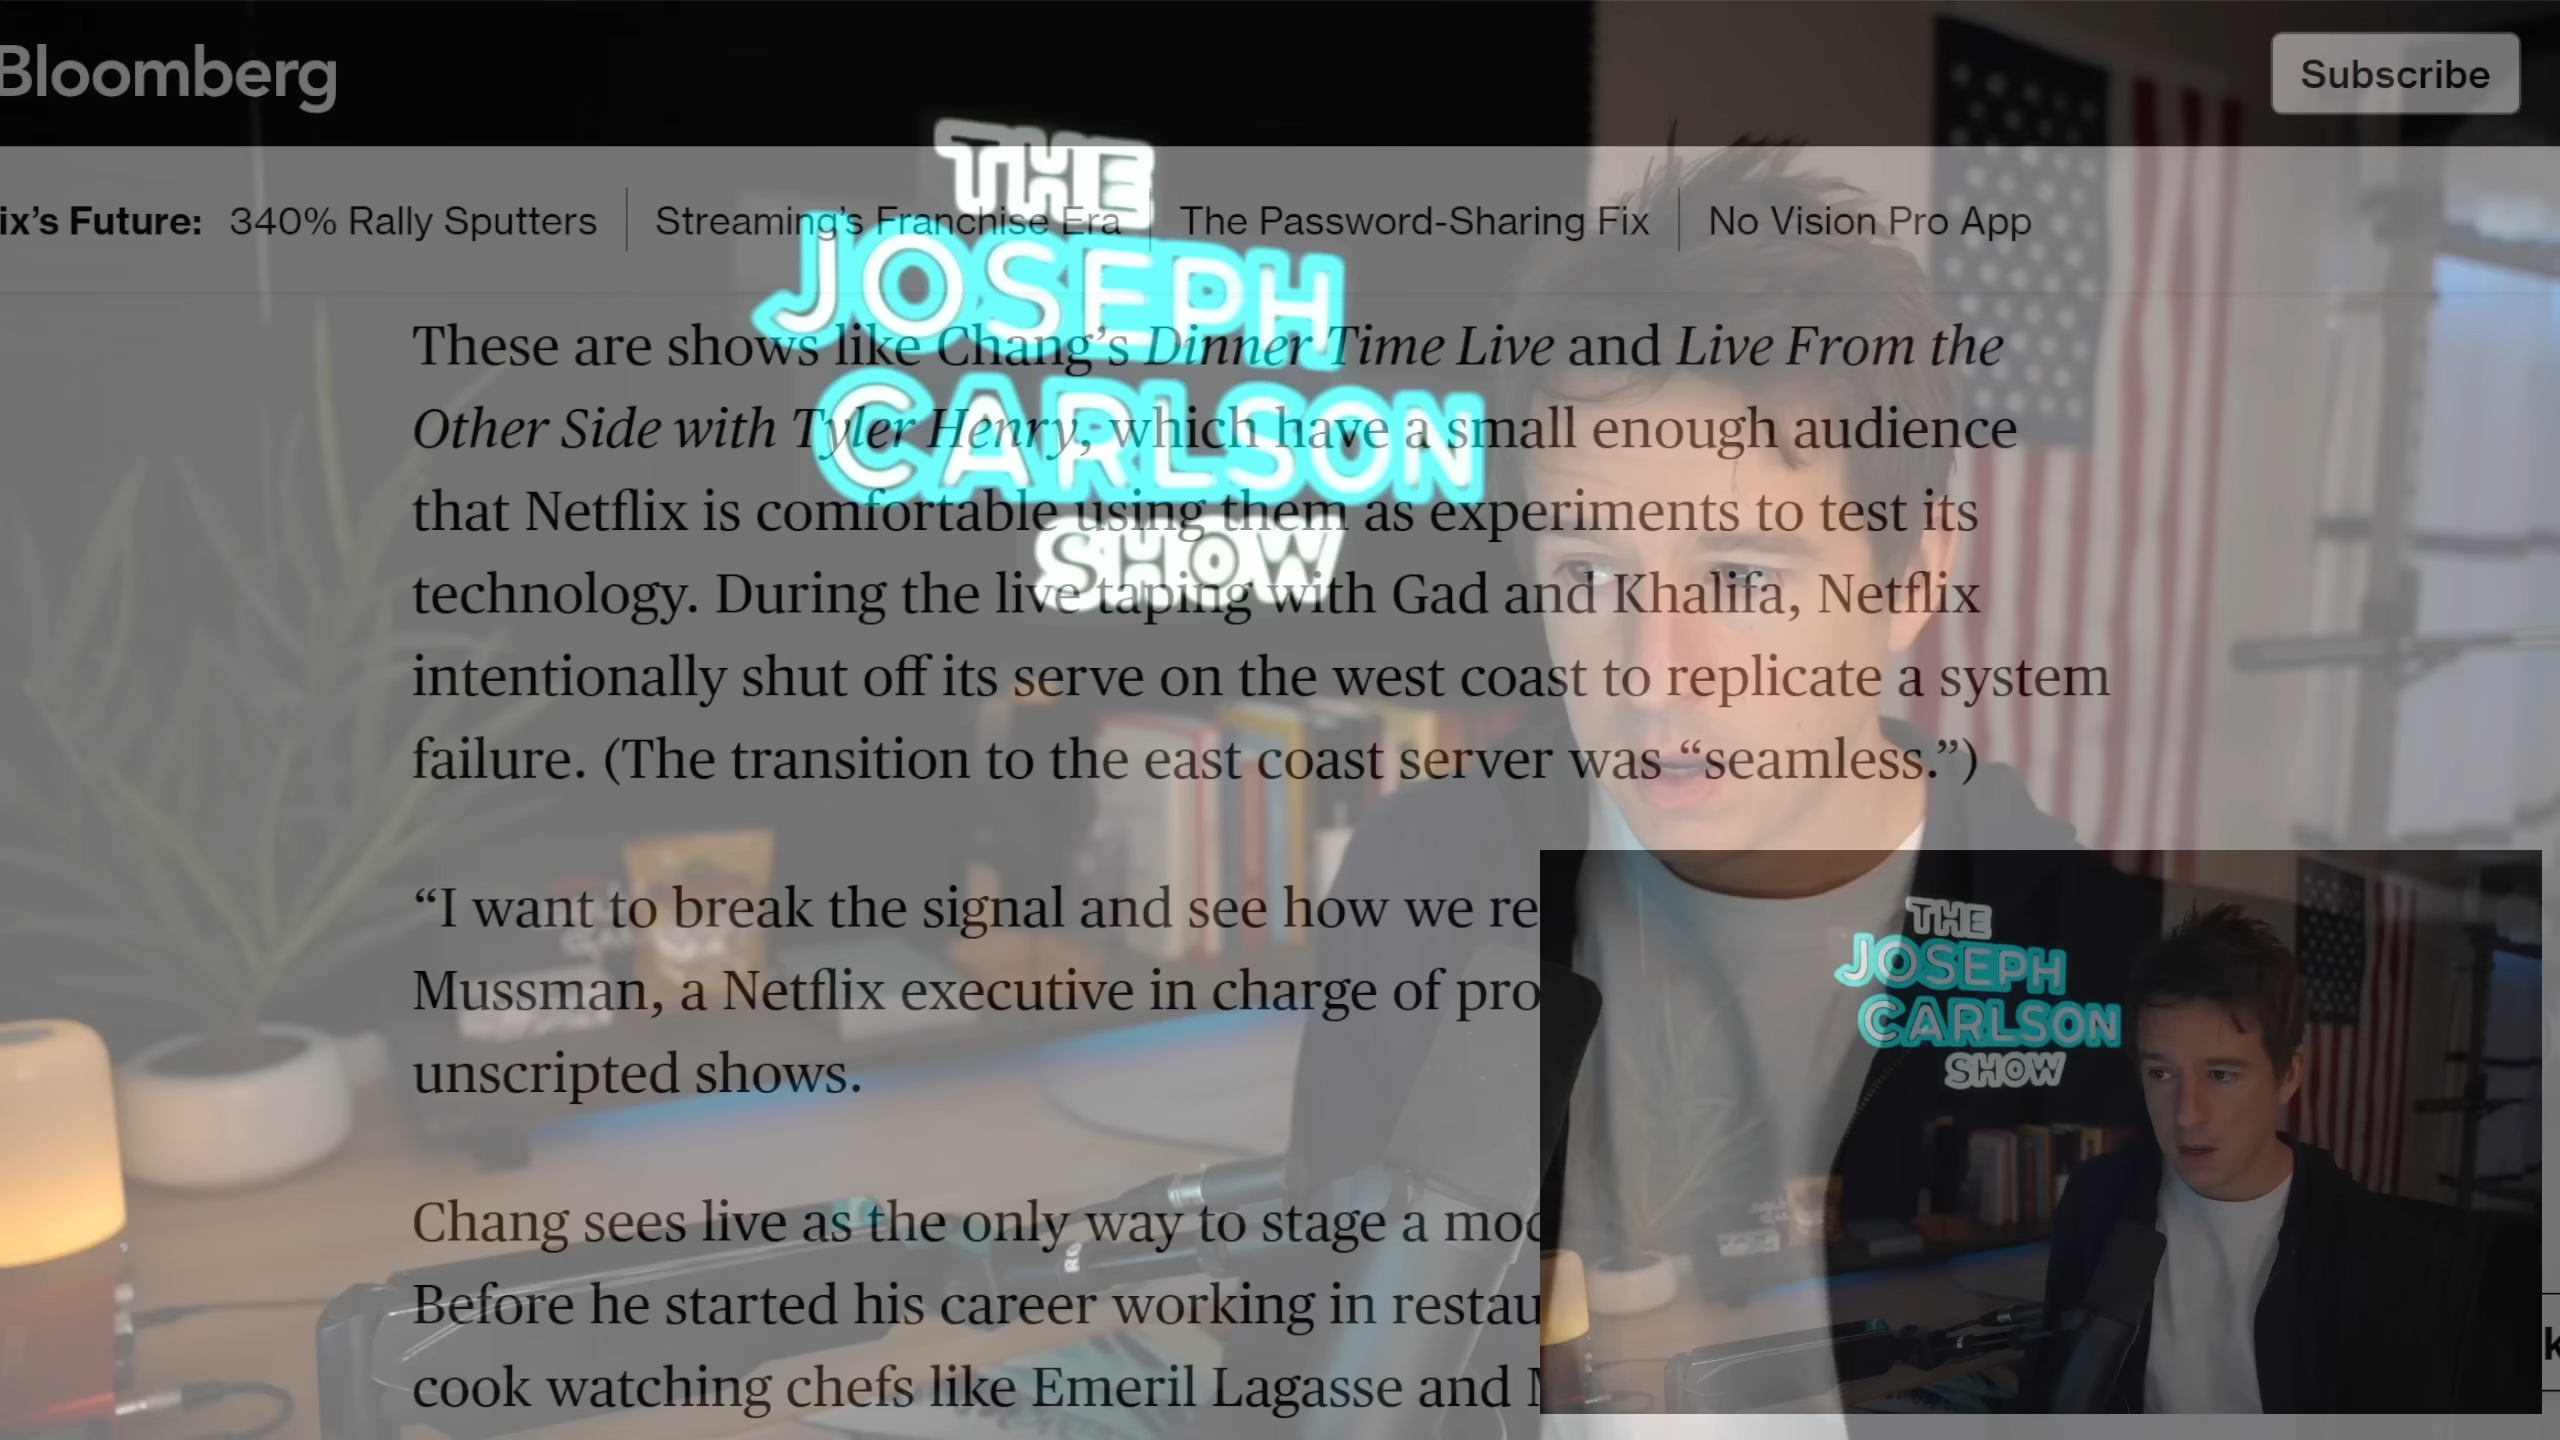 Bloomberg
Subscribe
ix's Future: 340% Rally Sputters Streaming's Franchise Era The Password-Sharing Fix No Vision Pro App
THE
JOSEPH
CARLSON
SHOW
These are shows like Chang's Dinner Time Live and Live From the
Other Side with Tyler Henry, which have a small enough audience
that Netflix is comfortable using them as experiments to test its
technology. During the live taping with Gad and Khalifa, Netflix
intentionally shut off its serve on the west coast to replicate a system
failure. (The transition to the east coast server was “seamless.”)
“I want to break the signal and see how we re
Mussman, a Netflix executive in charge of pro
unscripted shows.
Chang sees live as the only way to stage a mo
Before he started his career working in restau
cook watching chefs like Emeril Lagasse and
THE
JOSEPH
CARLSON
SHOW